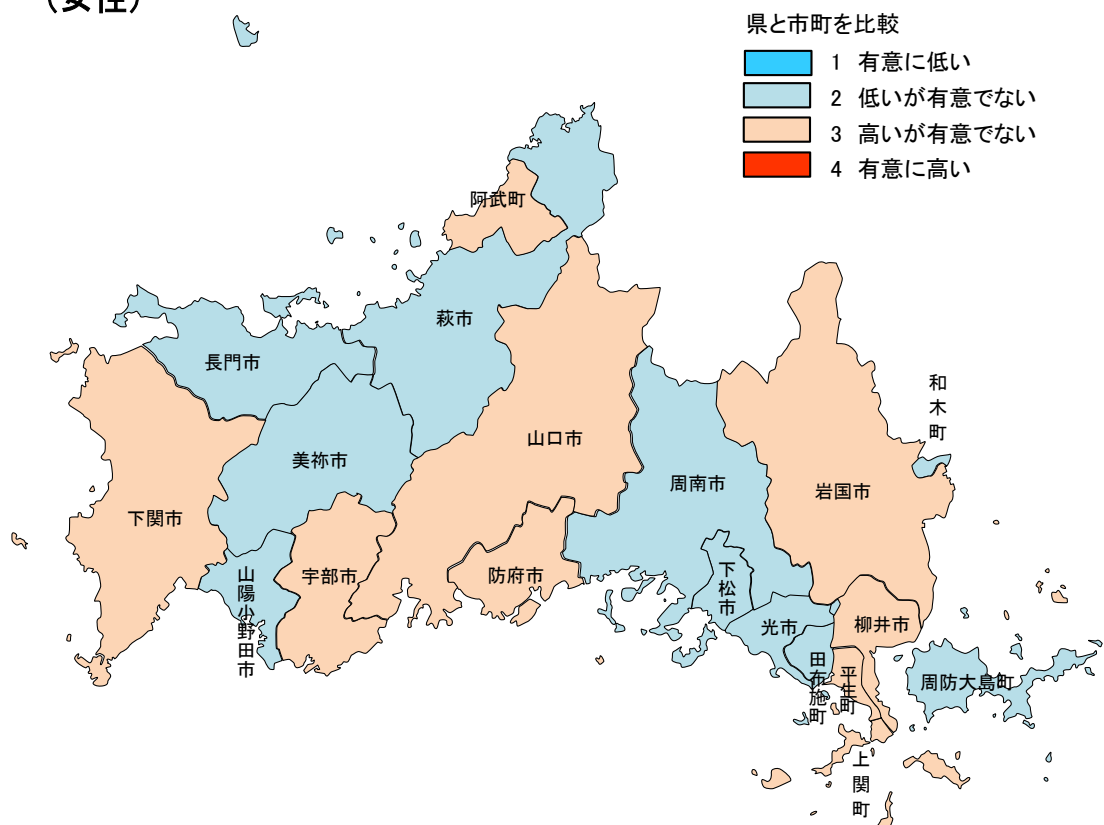 （女性）
県と市町を比較
1 有意に低い
2 低いが有意でない
3 高いが有意でない
4 有意に高い
阿武町
萩市
長門市
和木町
山口市
美祢市
周南市
岩国市
下関市
山陽小野田市
宇部市
防府市
下松市
光市
柳井市
田布施町
平生町
周防大島町
上関町